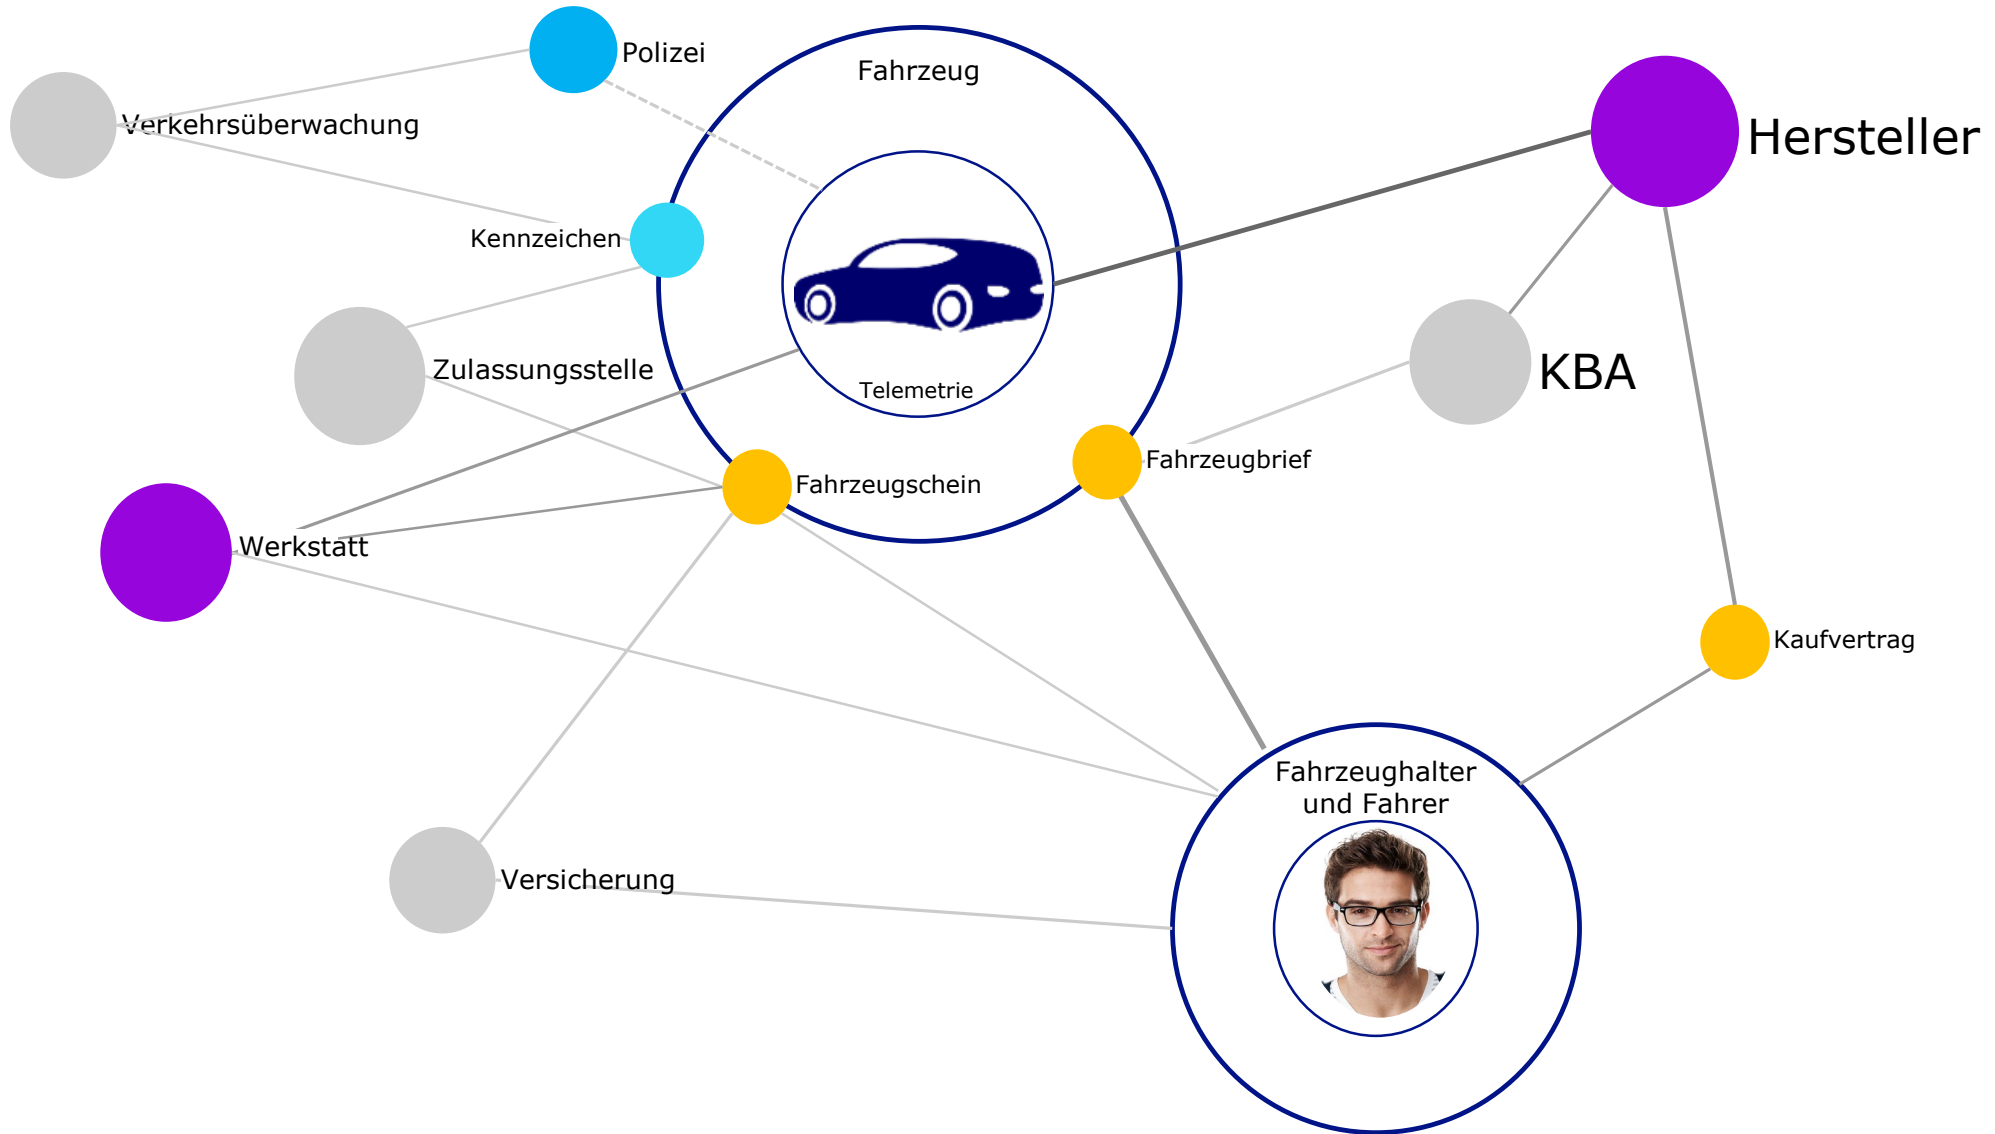 Polizei
Fahrzeug
Verkehrsüberwachung
Hersteller
Kennzeichen
Zulassungsstelle
KBA
Telemetrie
Fahrzeugbrief
Fahrzeugschein
Werkstatt
Kaufvertrag
Fahrzeughalter
und Fahrer
Versicherung